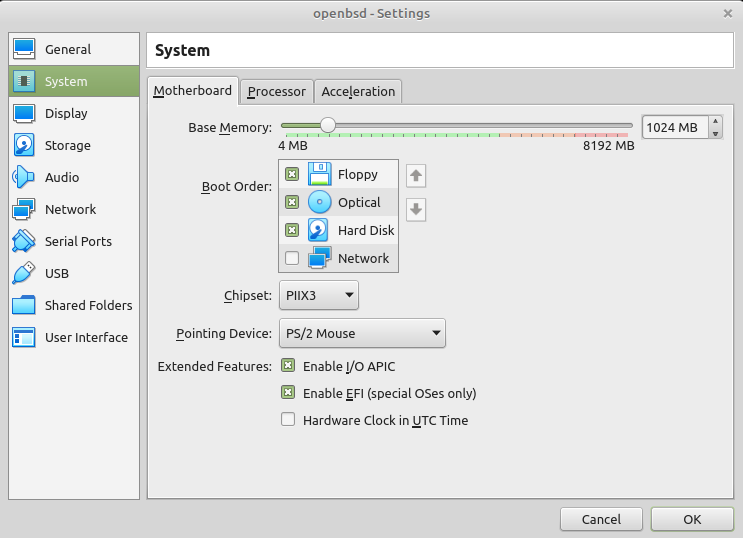 openbsd - Settings
General
System
Display
Storage
Audio
Network
Serial Ports
USB
Shared Folders
User Interface
System
Motherboard Processor Acceleration
Base Memory: 1024 MB
4 MB 8192 MB
Boot Order:
Floppy
Optical
Hard Disk
Network
Chipset: PIIX3
Pointing Device: PS/2 Mouse
Extended Features: Enable I/O APIC
Enable EFI (special OSes only)
Hardware Clock in UTC Time
Cancel OK